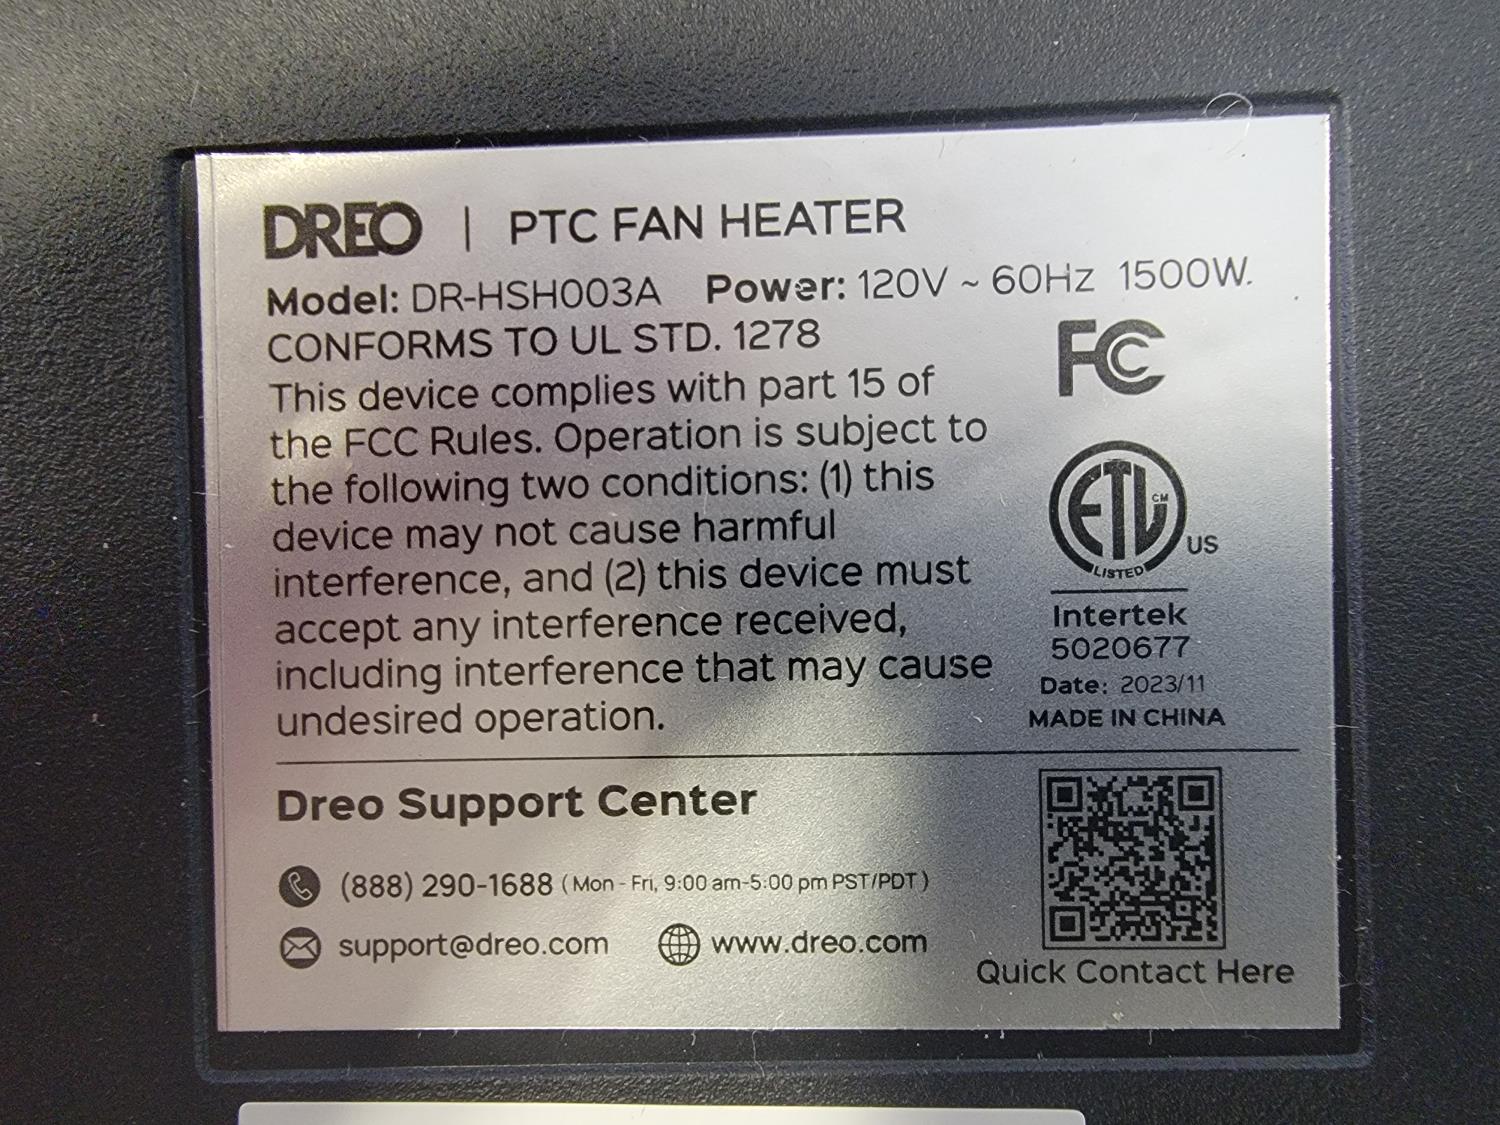 DREO | PTC FAN HEATER
Model: DR-HSH003A Power: 120V ~ 60Hz 1500W.
CONFORMS TO UL STD. 1278
This device complies with part 15 of
the FCC Rules. Operation is subject to
the following two conditions: (1) this
device may not cause harmful
interference, and (2) this device must
accept any interference received,
including interference that may cause
undesired operation.
FC
ETL CM
LISTED
US
Intertek
5020677
Date: 2023/11
MADE IN CHINA
Dreo Support Center
(888) 290-1688 (Mon - Fri, 9:00 am-5:00 pm PST/PDT)
support@dreo.com www.dreo.com
Quick Contact Here